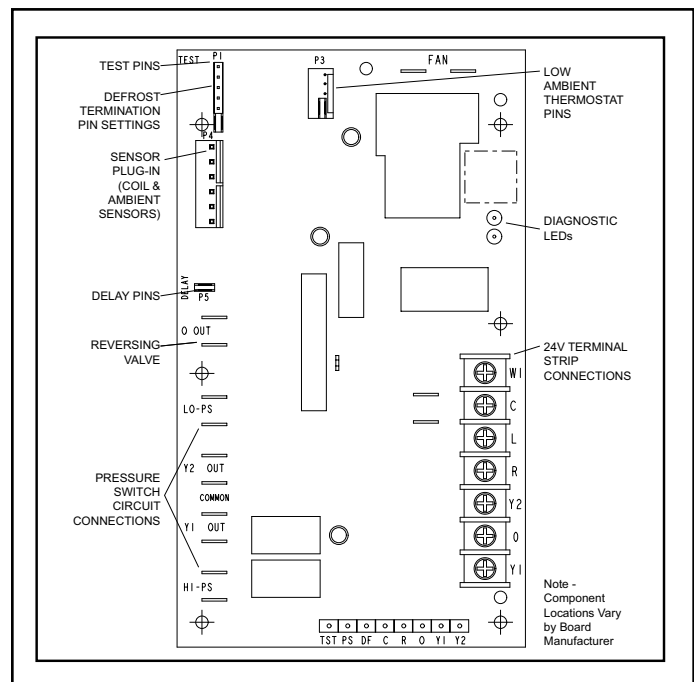 TEST P1
P3
FAN
TEST PINS
DEFROST
TERMINATION
PIN SETTINGS
LOW
AMBIENT
THERMOSTAT
PINS
P4
SENSOR
PLUG-IN
(COIL &
AMBIENT
SENSORS)
DIAGNOSTIC
LEDs
DELAY
DELAY PINS
P5
O OUT
REVERSING
VALVE
24V TERMINAL
STRIP
CONNECTIONS
W1
C
L
R
Y2
O
Y1
LO-PS
Y2 OUT
PRESSURE
SWITCH
CIRCUIT
CONNECTIONS
COMMON
Y1 OUT
HI-PS
Note -
Component
Locations Vary
by Board
Manufacturer
TST PS DF C R O Y1 Y2